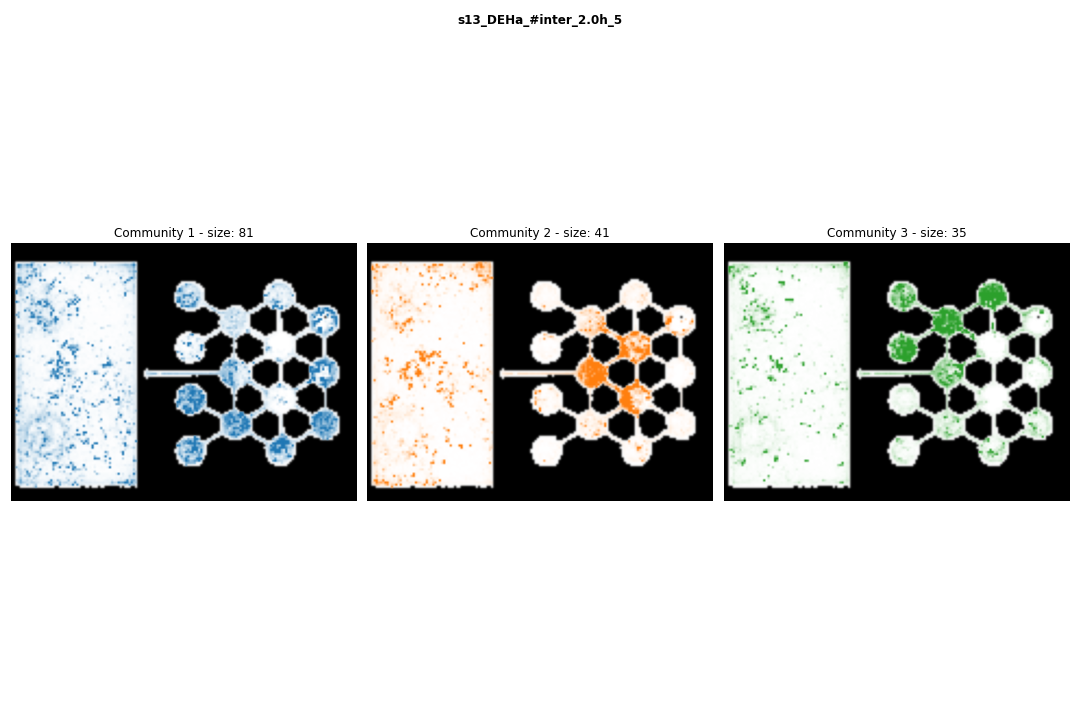 s13_DEHa_#inter_2.0h_5
Community 1 - size: 81
Community 2 - size: 41
Community 3 - size: 35